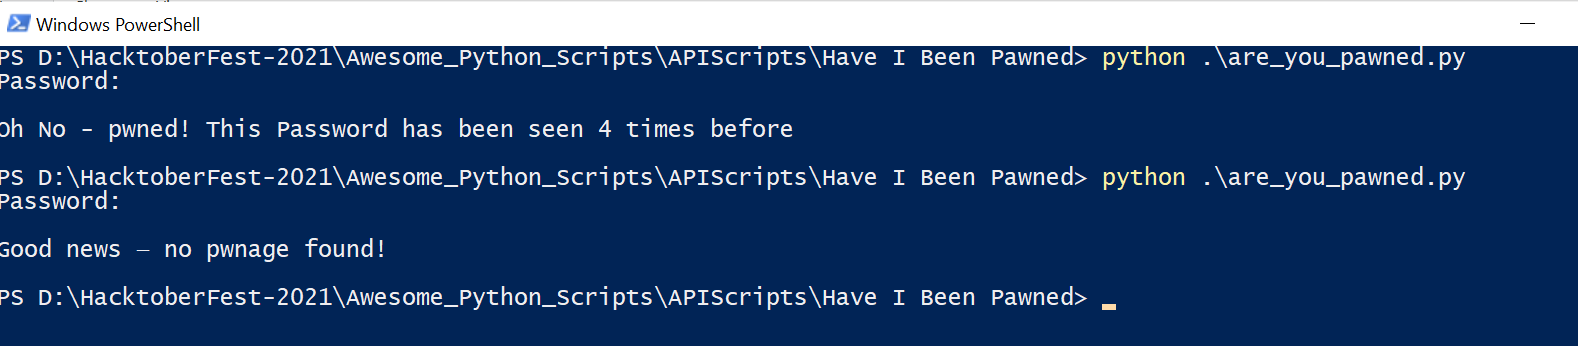 Windows PowerShell
PS D:\HacktoberFest-2021\Awesome_Python_Scripts\APIScripts\Have I Been Pawned> python .\are_you_pawned.py
Password:
Oh No - pwned! This Password has been seen 4 times before
PS D:\HacktoberFest-2021\Awesome_Python_Scripts\APIScripts\Have I Been Pawned> python .\are_you_pawned.py
Password:
Good news – no pwnage found!
PS D:\HacktoberFest-2021\Awesome_Python_Scripts\APIScripts\Have I Been Pawned>